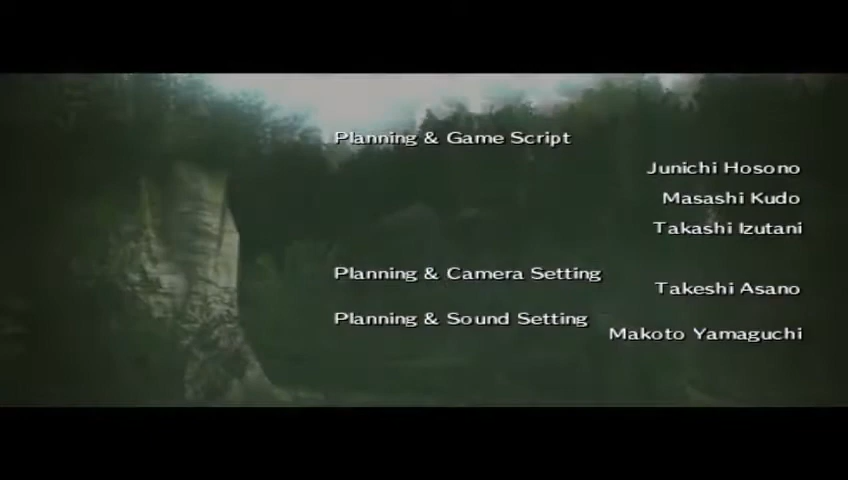 Planning & Game Script
Junichi Hosono
Masashi Kudo
Takashi Izutani
Planning & Camera Setting
Takeshi Asano
Planning & Sound Setting
Makoto Yamaguchi